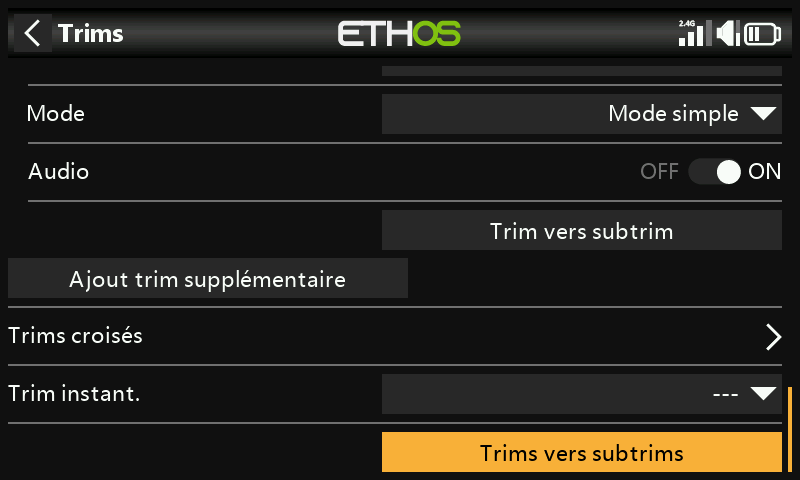 Trims
ETHOS
2.4G
Mode
Mode simple
Audio
OFF
ON
Trim vers subtrim
Ajout trim supplémentaire
Trims croisés
Trim instant.
---
Trims vers subtrims